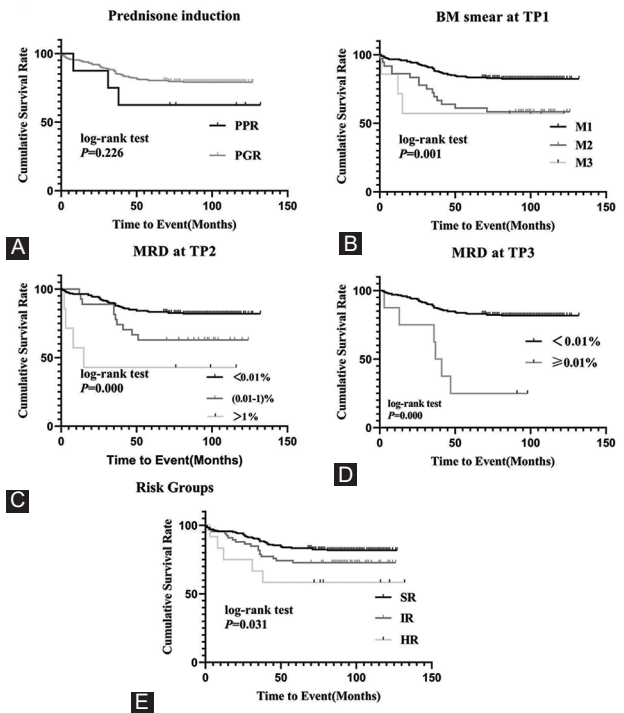 Prednisone induction
Cumulative Survival Rate
100
50
0
log-rank test
P=0.226
PPR
PGR
0 50 100 150
Time to Event(Months)
A
BM smear at TP1
Cumulative Survival Rate
100
50
0
log-rank test
P=0.001
M1
M2
M3
0 50 100 150
Time to Event(Months)
B
MRD at TP2
Cumulative Survival Rate
100
50
0
log-rank test
P=0.000
<0.01%
(0.01-1)%
>1%
0 50 100 150
Time to Event(Months)
C
MRD at TP3
Cumulative Survival Rate
100
50
0
log-rank test
P=0.000
<0.01%
⩾0.01%
0 50 100 150
Time to Event(Months)
D
Risk Groups
Cumulative Survival Rate
100
50
0
log-rank test
P=0.031
SR
IR
HR
0 50 100 150
Time to Event(Months)
E